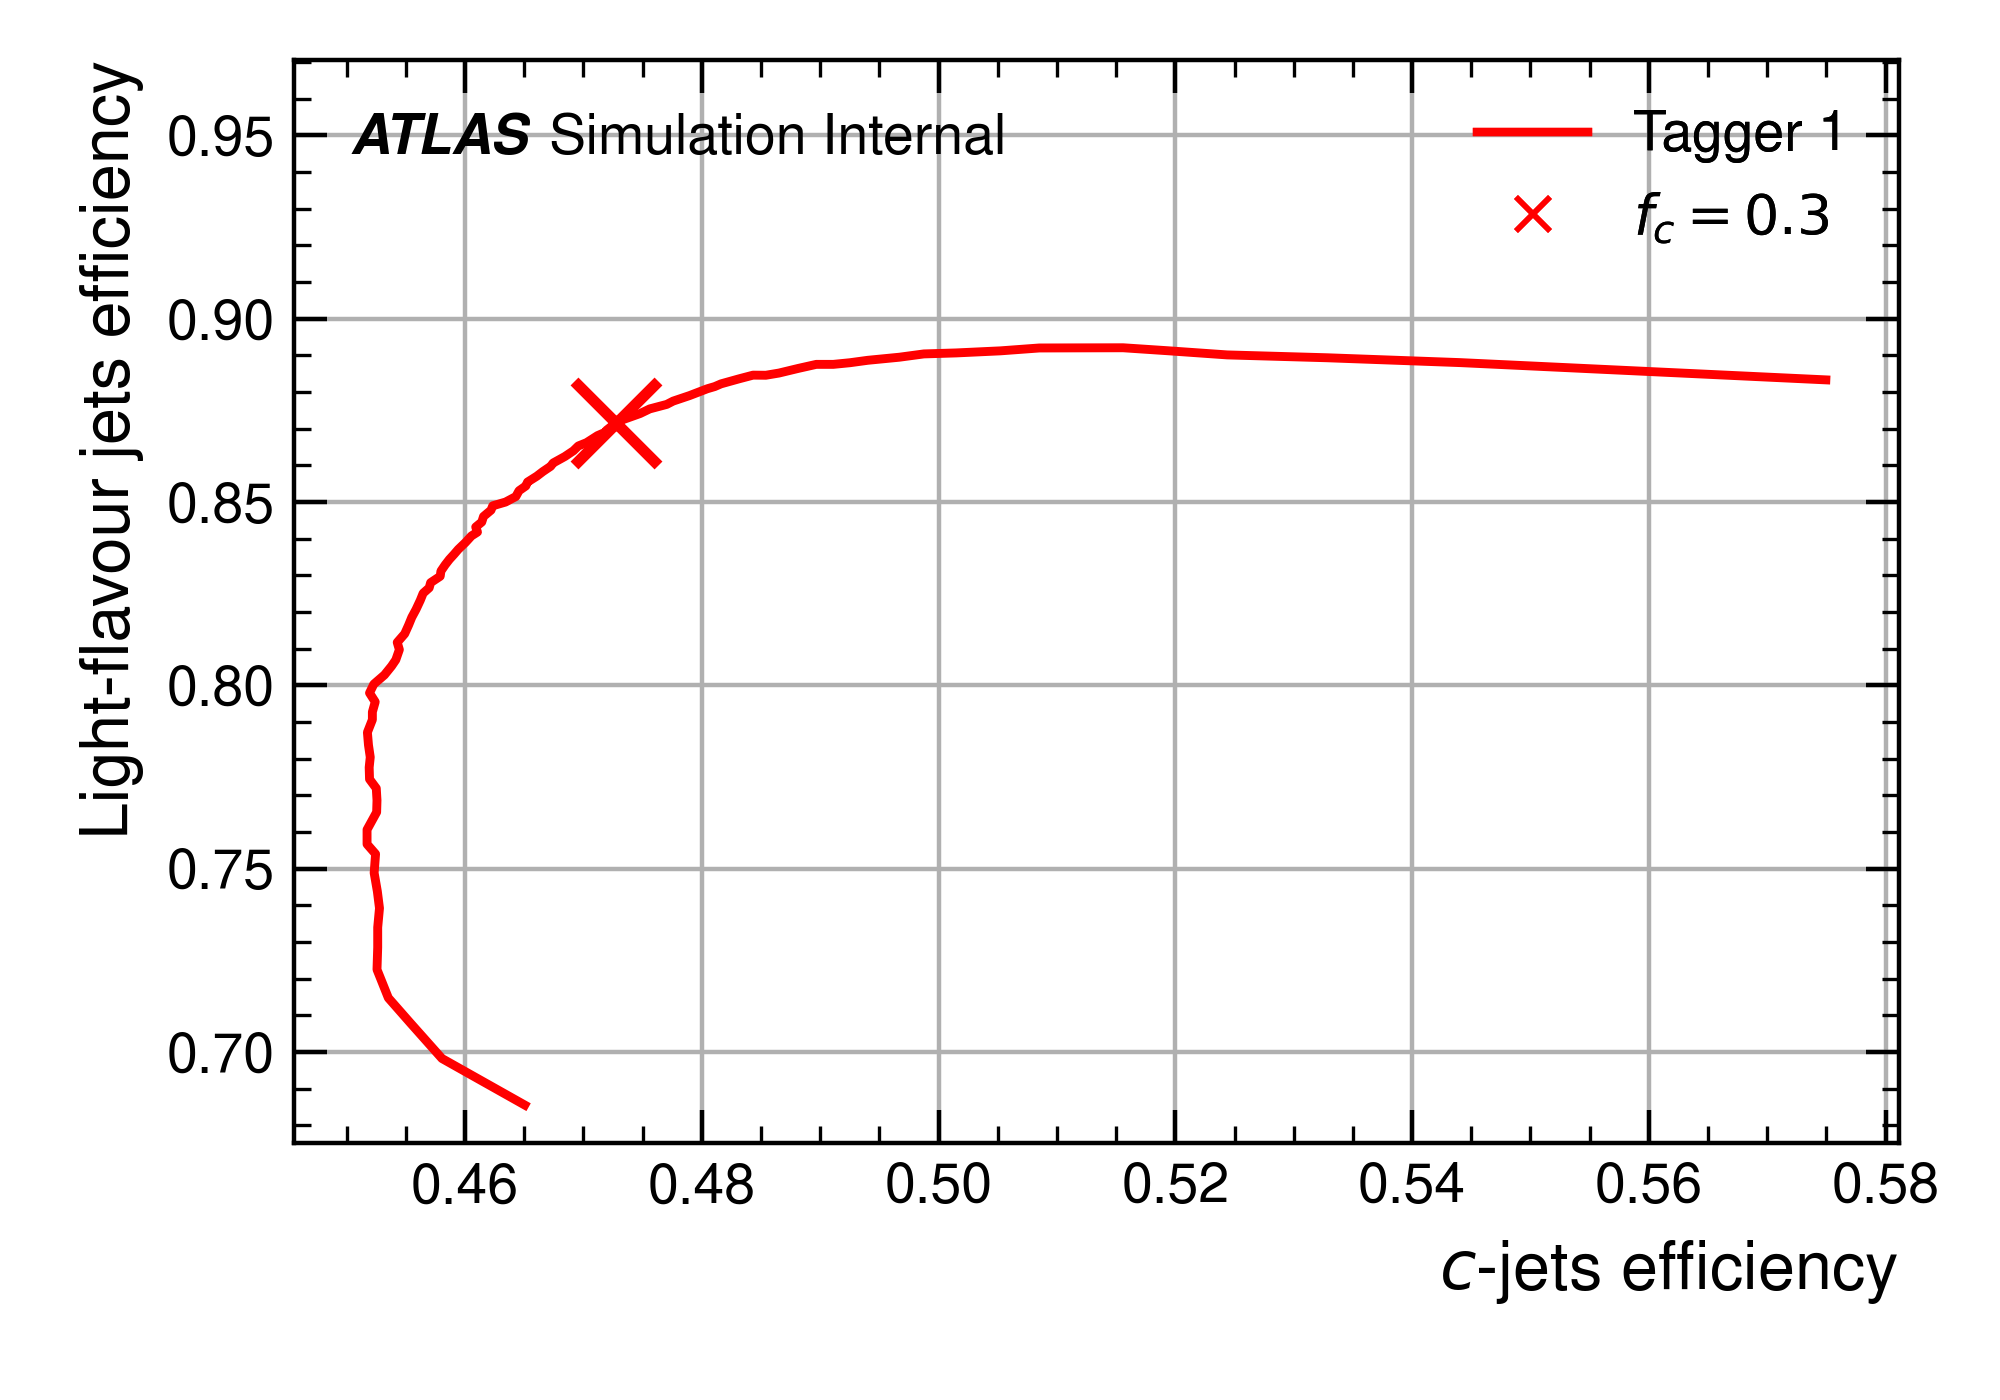 ATLAS Simulation Internal
Tagger 1
f_c = 0.3
Light-flavour jets efficiency
0.95
0.90
0.85
0.80
0.75
0.70
0.46 0.48 0.50 0.52 0.54 0.56 0.58
c-jets efficiency